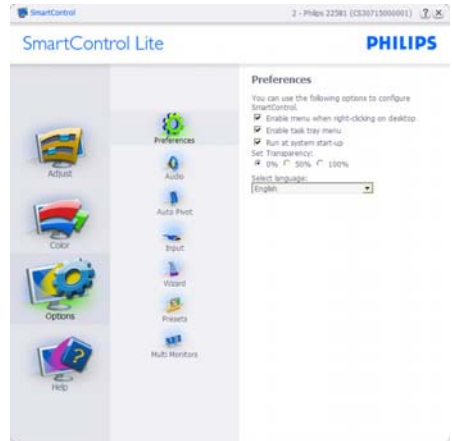 SmartControl
2 - Philips 225B1 (CS30715000001)
SmartControl Lite
PHILIPS
Adjust
Color
Options
Help
Preferences
Audio
Auto Pivot
Input
Wizard
Presets
Multi Monitors
Preferences
You can use the following options to configure
SmartControl.
Enable menu when right-clicking on desktop
Enable task tray menu
Run at system start-up
Set Transparency:
0% 50% 100%
Select language:
English